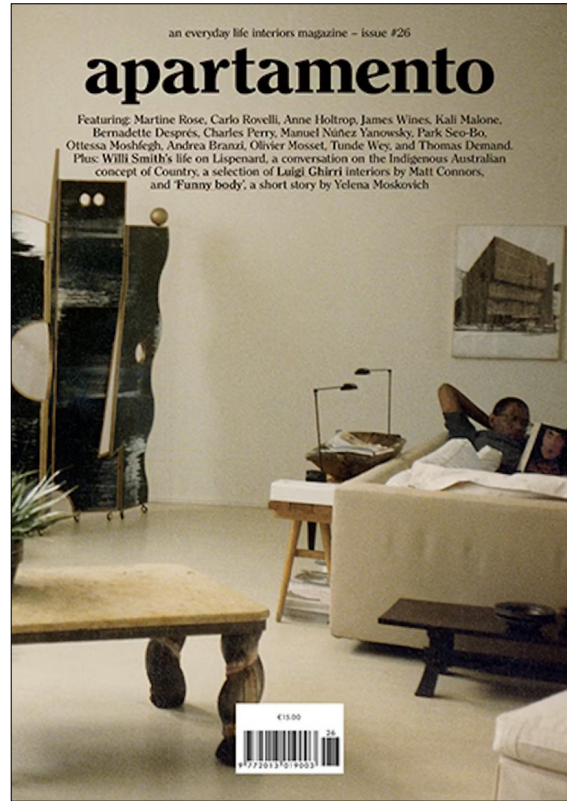 an everyday life interiors magazine – issue #26
apartamento
Featuring: Martine Rose, Carlo Rovelli, Anne Holtrop, James Wines, Kali Malone,
Bernadette Després, Charles Perry, Manuel Núñez Yanowsky, Park Seo-Bo,
Ottessa Moshfegh, Andrea Branzi, Olivier Mosset, Tunde Wey, and Thomas Demand.
Plus: Willi Smith's life on Lispenard, a conversation on the Indigenous Australian
concept of Country, a selection of Luigi Ghirri interiors by Matt Connors,
and 'Funny body', a short story by Yelena Moskovich
€15.00
26
9 772013 019003